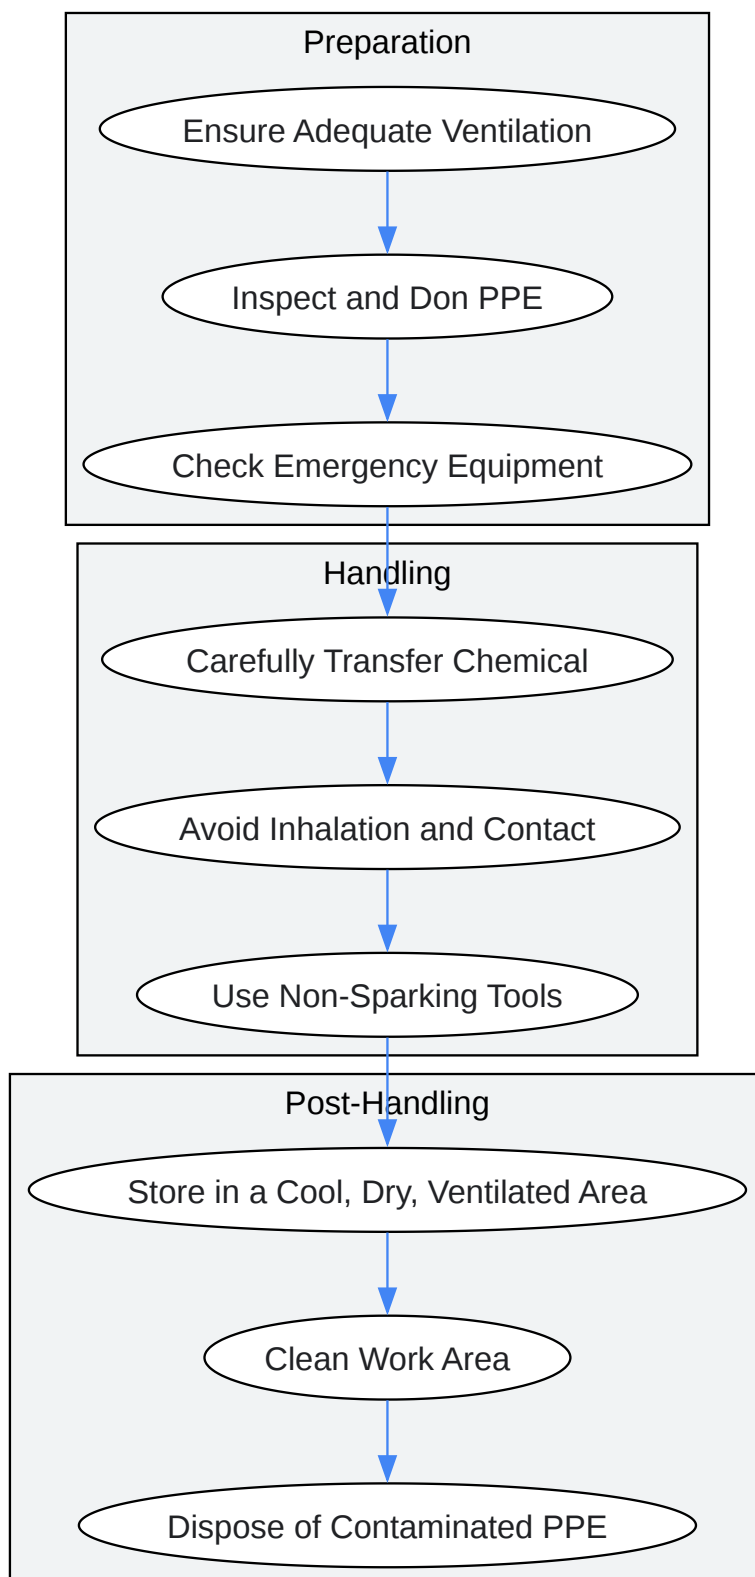 Preparation
Ensure Adequate Ventilation
Inspect and Don PPE
Check Emergency Equipment
Handling
Carefully Transfer Chemical
Avoid Inhalation and Contact
Use Non-Sparking Tools
Post-Handling
Store in a Cool, Dry, Ventilated Area
Clean Work Area
Dispose of Contaminated PPE